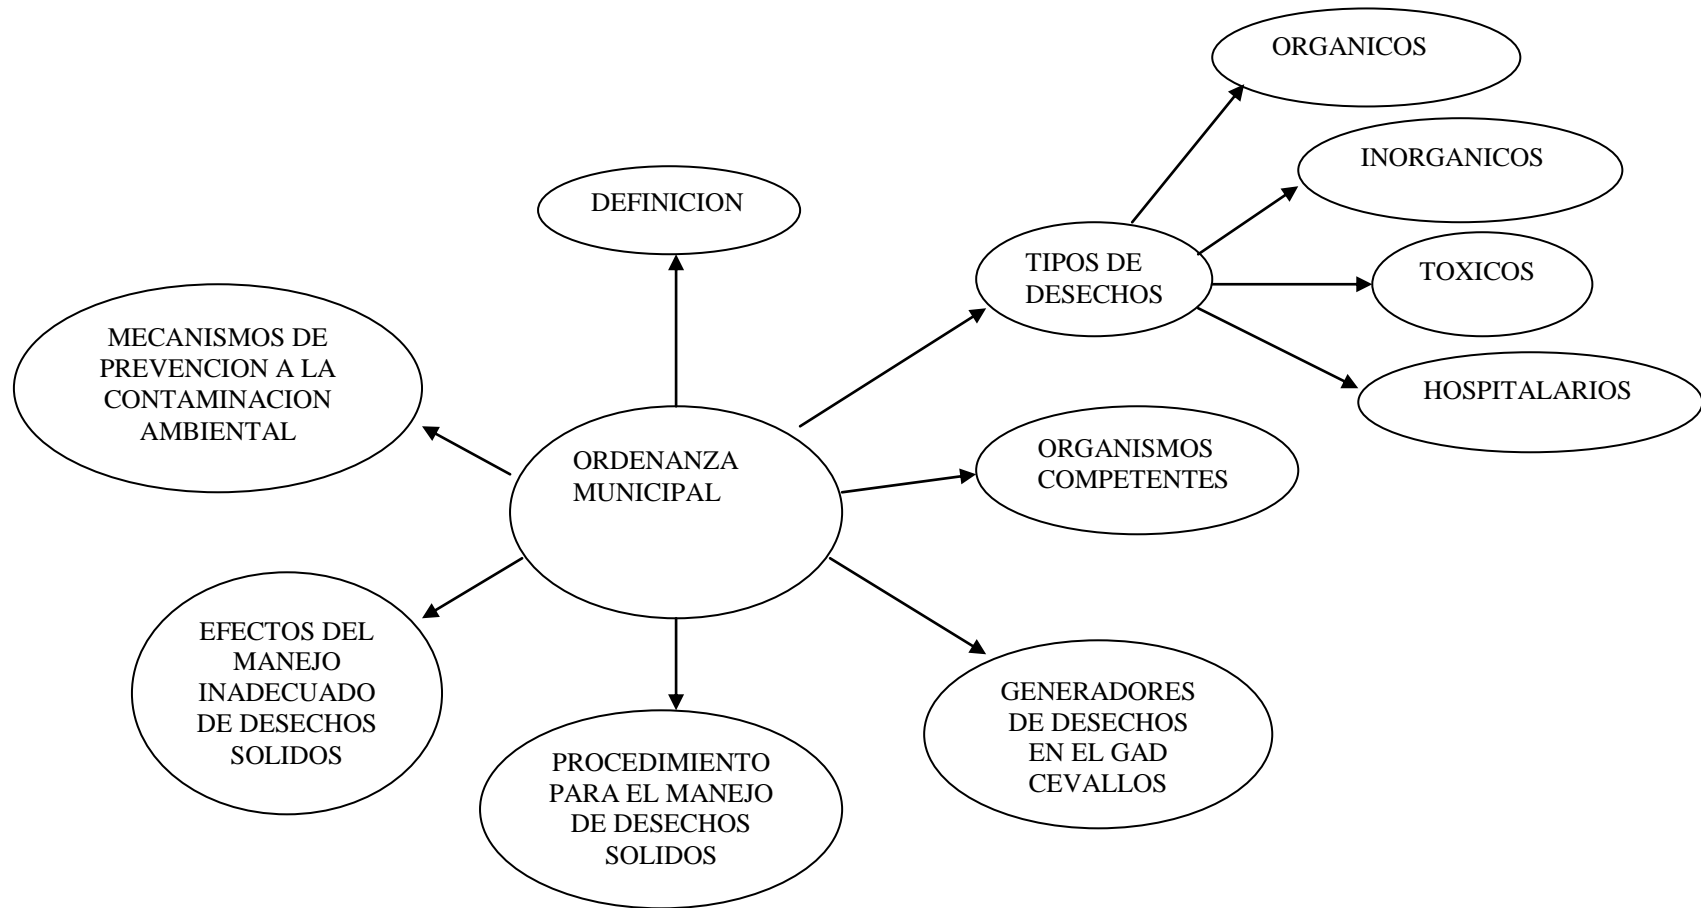 ORGANICOS
INORGANICOS
DEFINICION
TIPOS DE
DESECHOS
TOXICOS
MECANISMOS DE
PREVENCION A LA
CONTAMINACION
AMBIENTAL
HOSPITALARIOS
ORDENANZA
MUNICIPAL
ORGANISMOS
COMPETENTES
EFECTOS DEL
MANEJO
INADECUADO
DE DESECHOS
SOLIDOS
PROCEDIMIENTO
PARA EL MANEJO
DE DESECHOS
SOLIDOS
GENERADORES
DE DESECHOS
EN EL GAD
CEVALLOS